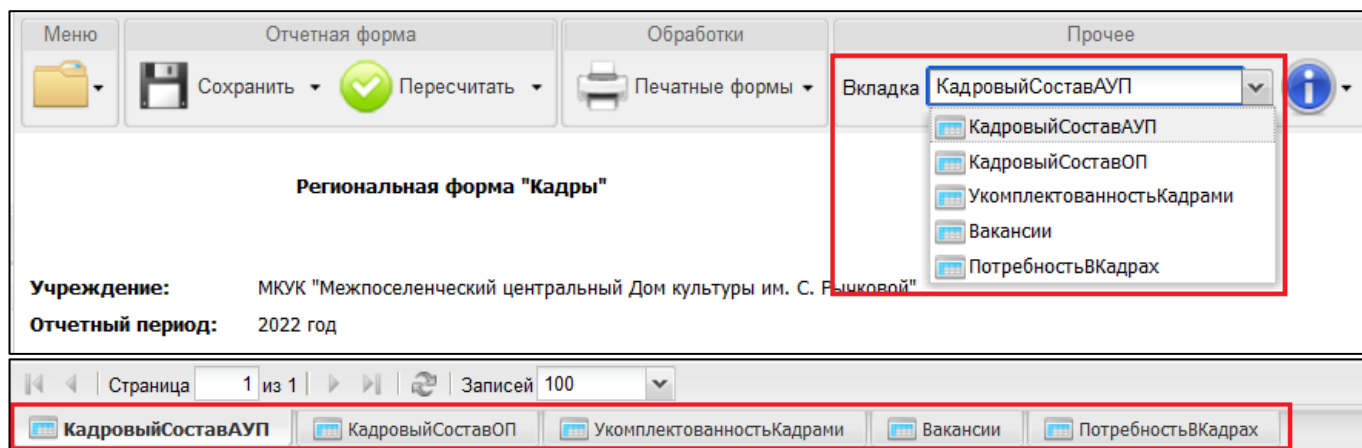 Меню Отчетная форма Обработки Прочее
Сохранить Пересчитать Печатные формы Вкладка КадровыйСоставАУП
КадровыйСоставАУП
КадровыйСоставОП
УкомплектованностьКадрами
Вакансии
ПотребностьВКадрах
Региональная форма "Кадры"
Учреждение: МКУК "Межпоселенческий центральный Дом культуры им. С. Рычковой"
Отчетный период: 2022 год
Страница 1 из 1 Записей 100
КадровыйСоставАУП КадровыйСоставОП УкомплектованностьКадрами Вакансии ПотребностьВКадрах